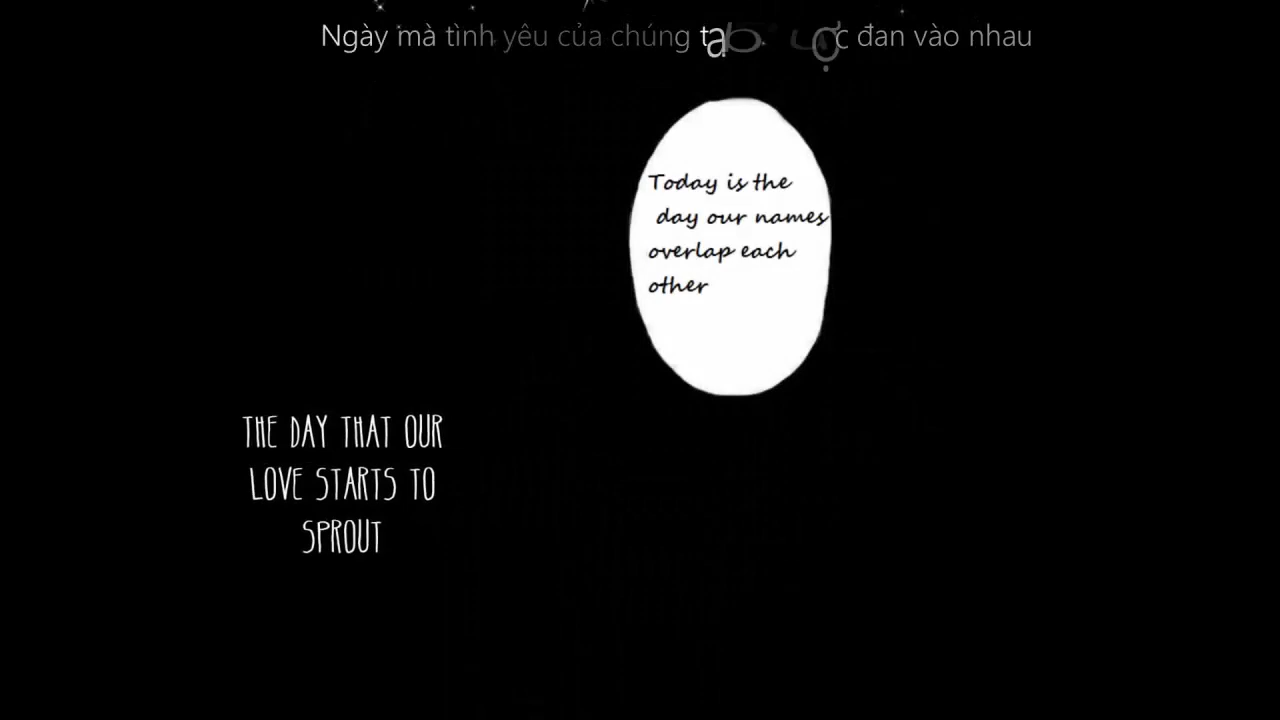 Ngày mà tình yêu của chúng ta được đan vào nhau
Today is the
day our names
overlap each
other
THE DAY THAT OUR
LOVE STARTS TO
SPROUT